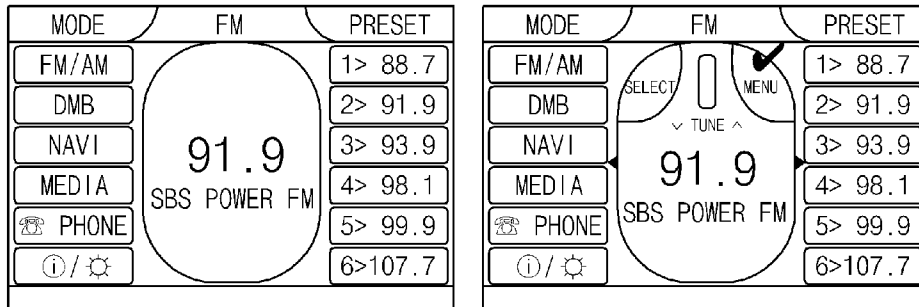 MODE FM PRESET
FM/AM
DMB
NAVI
MEDIA
☏ PHONE
ⓘ/☼
91.9
SBS POWER FM
1> 88.7
2> 91.9
3> 93.9
4> 98.1
5> 99.9
6>107.7
MODE FM PRESET
FM/AM
DMB
NAVI
MEDIA
☏ PHONE
ⓘ/☼
SELECT
MENU
∨ TUNE ∧
91.9
SBS POWER FM
1> 88.7
2> 91.9
3> 93.9
4> 98.1
5> 99.9
6>107.7